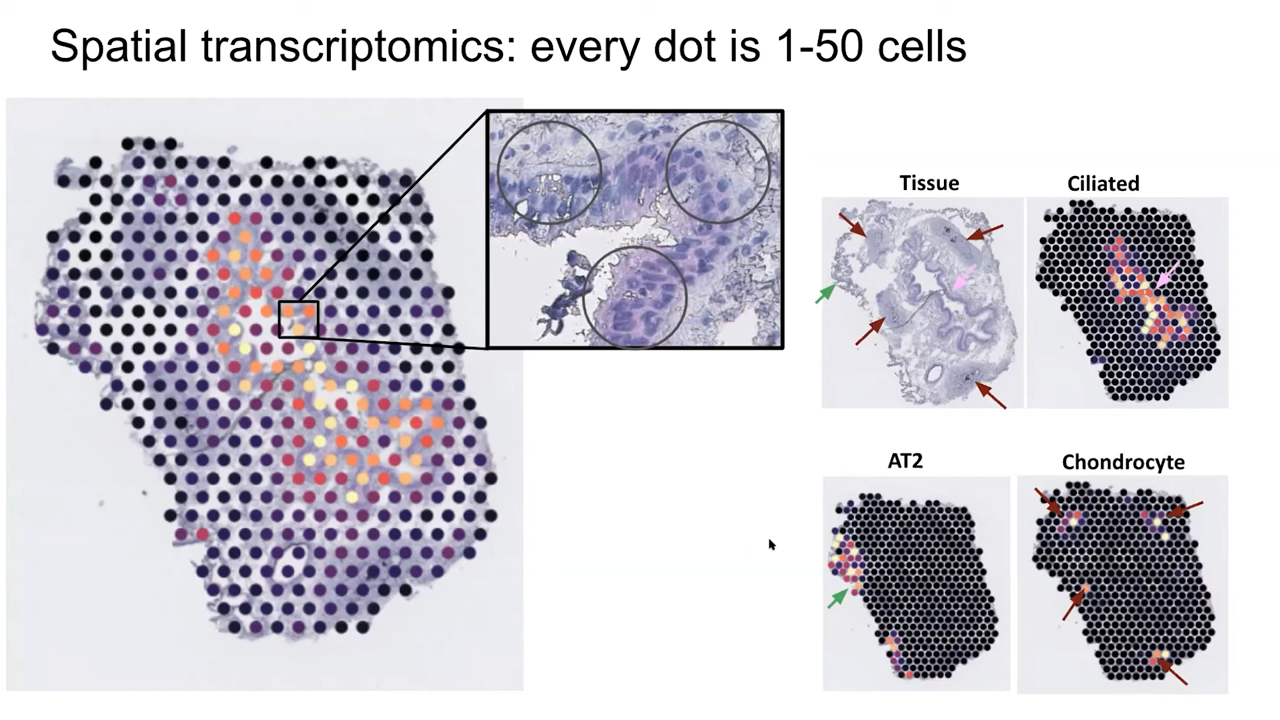 Spatial transcriptomics: every dot is 1-50 cells
Tissue
Ciliated
AT2
Chondrocyte